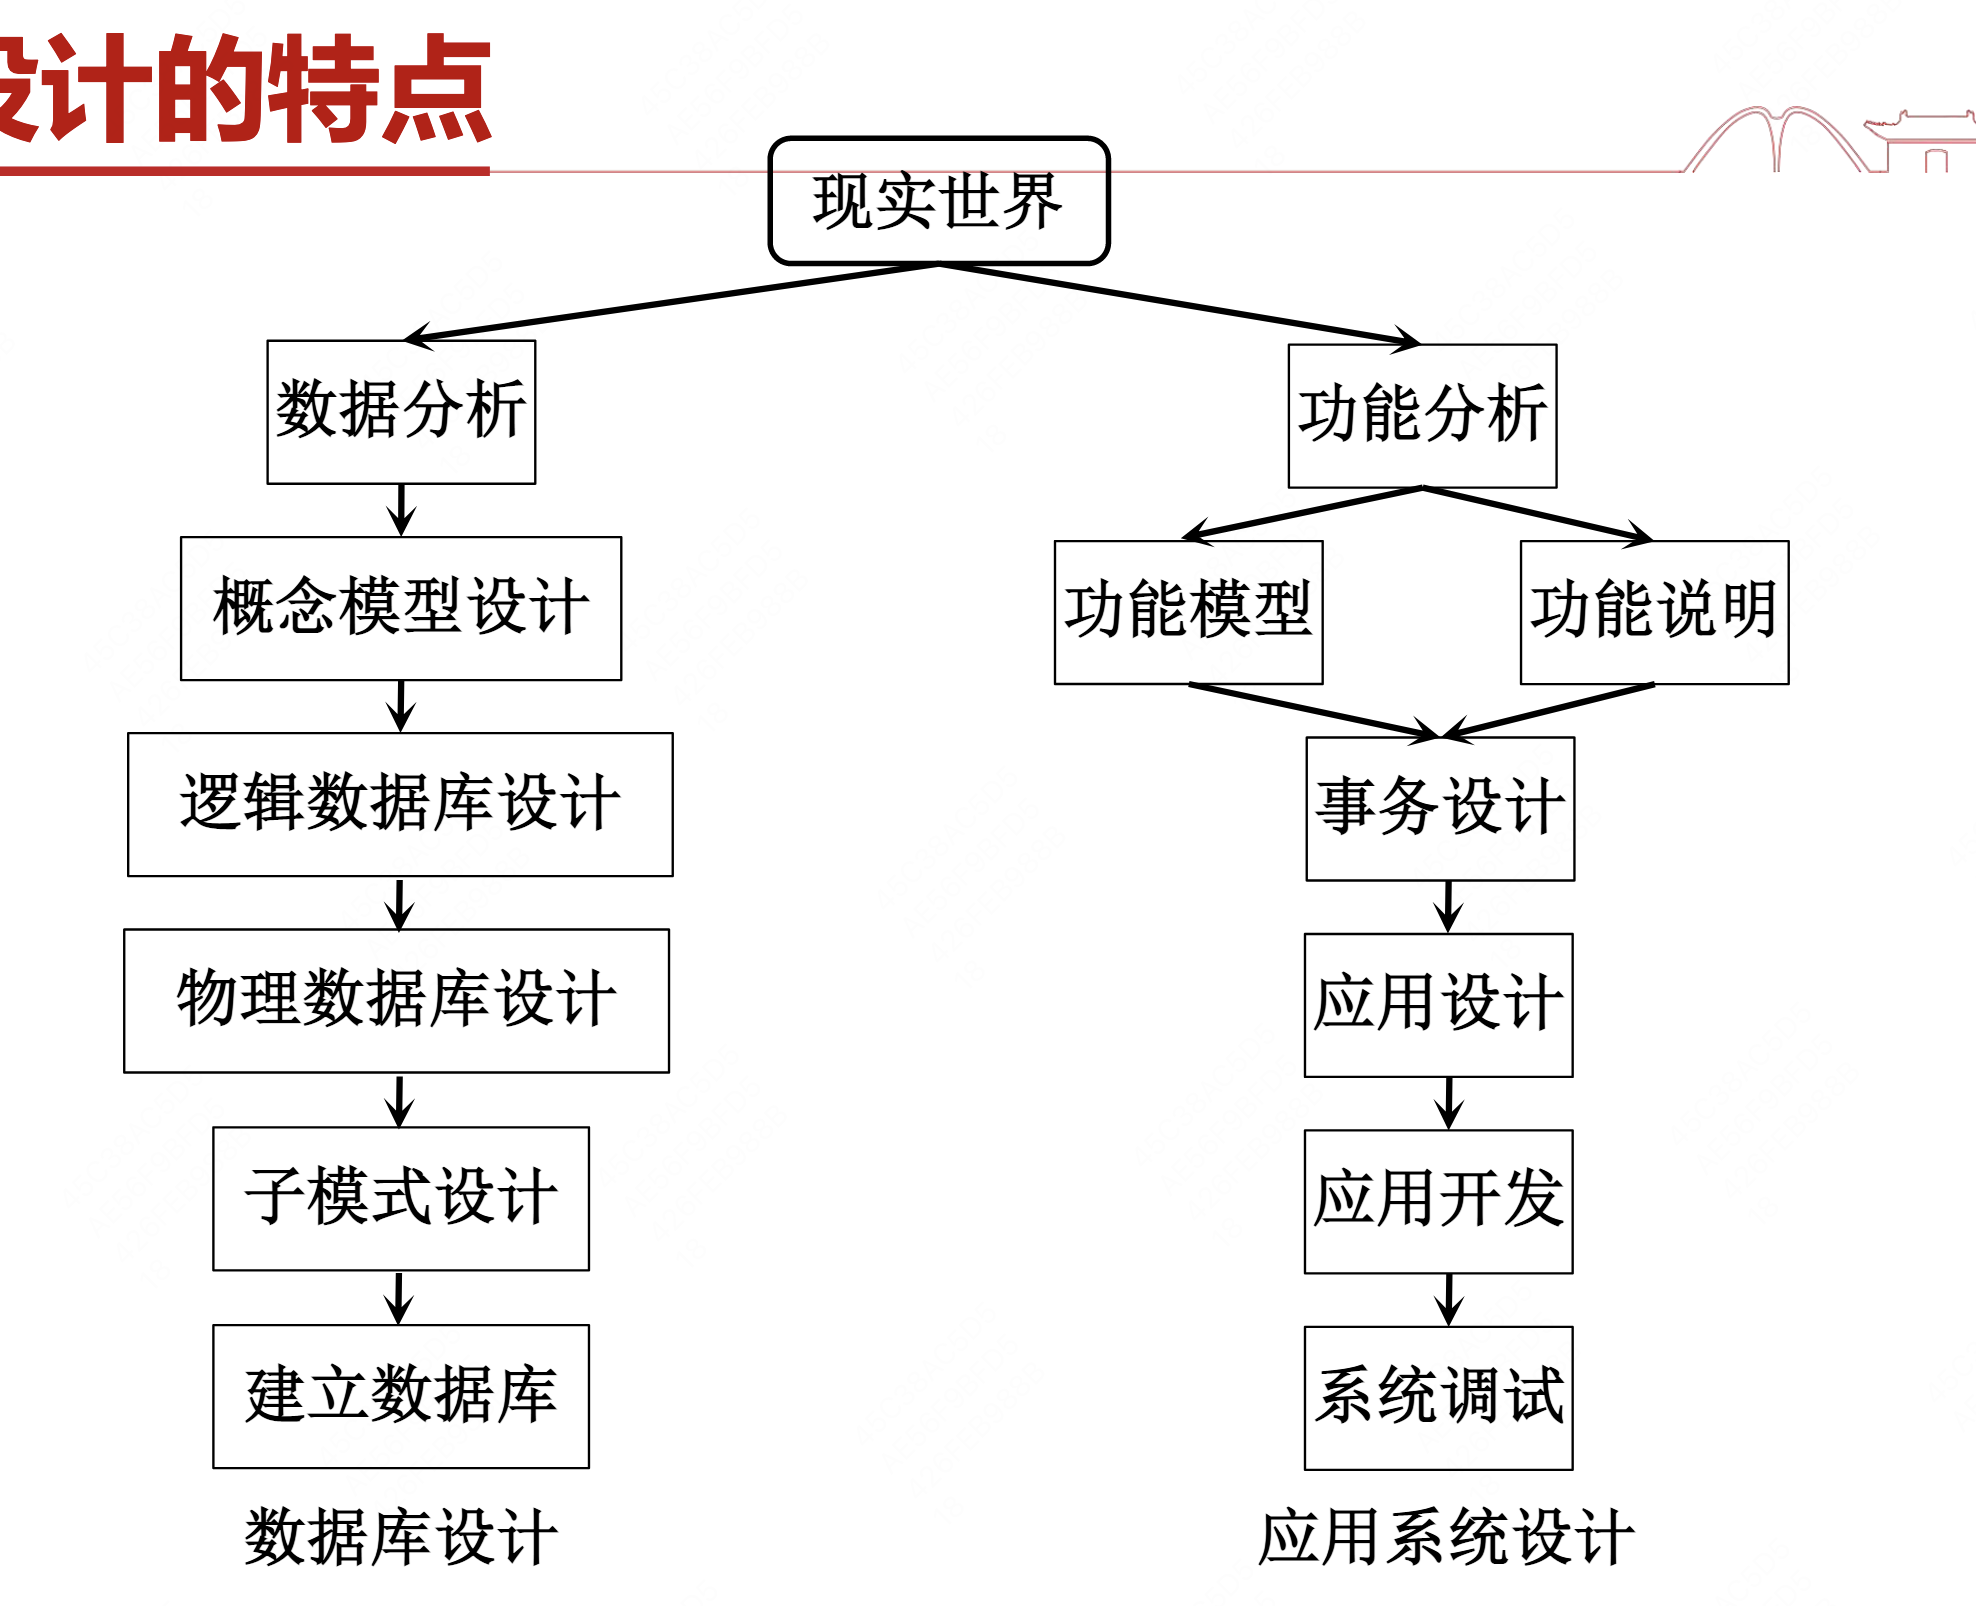 设计的特点
现实世界
数据分析
功能分析
概念模型设计
功能模型
功能说明
逻辑数据库设计
事务设计
物理数据库设计
应用设计
子模式设计
应用开发
建立数据库
系统调试
数据库设计
应用系统设计